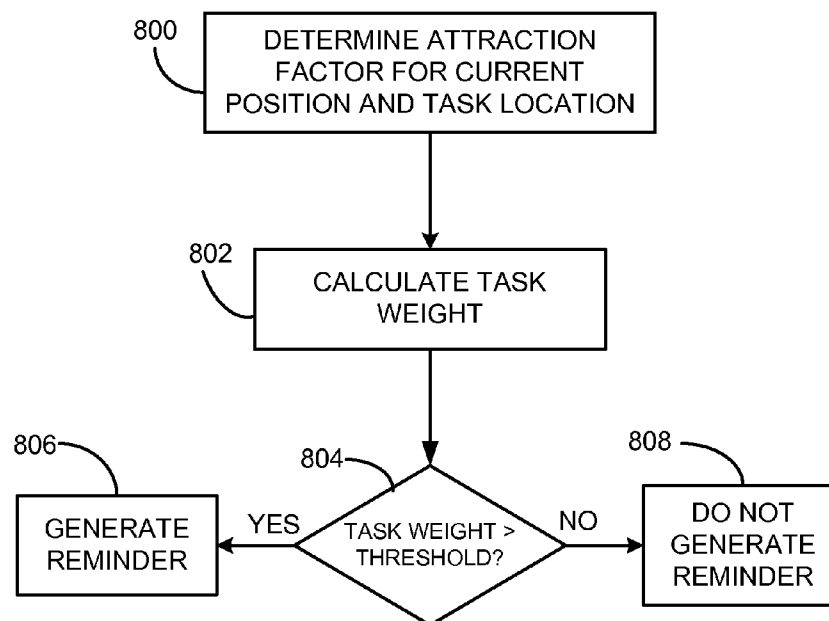 800
DETERMINE ATTRACTION
FACTOR FOR CURRENT
POSITION AND TASK LOCATION
802
CALCULATE TASK
WEIGHT
806
804
808
GENERATE
REMINDER
YES
TASK WEIGHT >
THRESHOLD?
NO
DO NOT
GENERATE
REMINDER